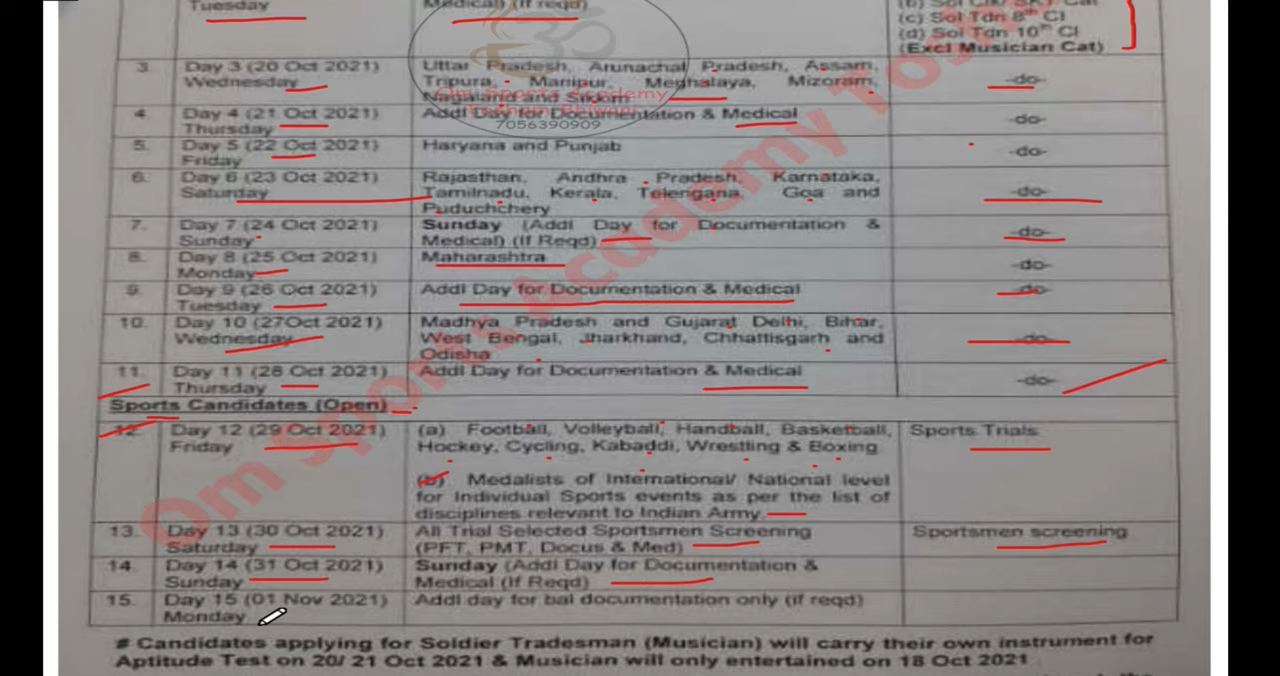 Tuesday Medical) (If reqd)
(c) Sol Tdn 8th Cl
(d) Sol Tdn 10th Cl
(Excl Musician Cat)
3. Day 3 (20 Oct 2021) Uttar Pradesh, Arunachal Pradesh, Assam,
Wednesday Tripura, Manipur, Meghalaya, Mizoram, -do-
Nagaland and Sikkim
4. Day 4 (21 Oct 2021) Addl Day for Documentation & Medical -do-
Thursday
5. Day 5 (22 Oct 2021) Haryana and Punjab -do-
Friday
6. Day 6 (23 Oct 2021) Rajasthan, Andhra Pradesh, Karnataka,
Saturday Tamilnadu, Kerala, Telengana, Goa and -do-
Puduchchery
7. Day 7 (24 Oct 2021) Sunday (Addl Day for Documentation & -do-
Sunday Medical) (If Reqd)
8. Day 8 (25 Oct 2021) Maharashtra -do-
Monday
9. Day 9 (26 Oct 2021) Addl Day for Documentation & Medical -do-
Tuesday
10. Day 10 (27Oct 2021) Madhya Pradesh and Gujarat Delhi, Bihar,
Wednesday West Bengal, Jharkhand, Chhattisgarh and -do-
Odisha
11. Day 11 (28 Oct 2021) Addl Day for Documentation & Medical -do-
Thursday
Sports Candidates (Open)
12. Day 12 (29 Oct 2021) (a) Football, Volleyball, Handball, Basketball, Sports Trials
Friday Hockey, Cycling, Kabaddi, Wrestling & Boxing
(b) Medalists of International/ National level
for Individual Sports events as per the list of
disciplines relevant to Indian Army.
13. Day 13 (30 Oct 2021) All Trial Selected Sportsmen Screening Sportsmen screening
Saturday (PFT, PMT, Docus & Med)
14. Day 14 (31 Oct 2021) Sunday (Addl Day for Documentation &
Sunday Medical (If Reqd)
15. Day 15 (01 Nov 2021) Addl day for bal documentation only (if reqd)
Monday
# Candidates applying for Soldier Tradesman (Musician) will carry their own instrument for
Aptitude Test on 20/ 21 Oct 2021 & Musician will only entertained on 18 Oct 2021
Om Sports Academy
7056390909
Om Sports Academy